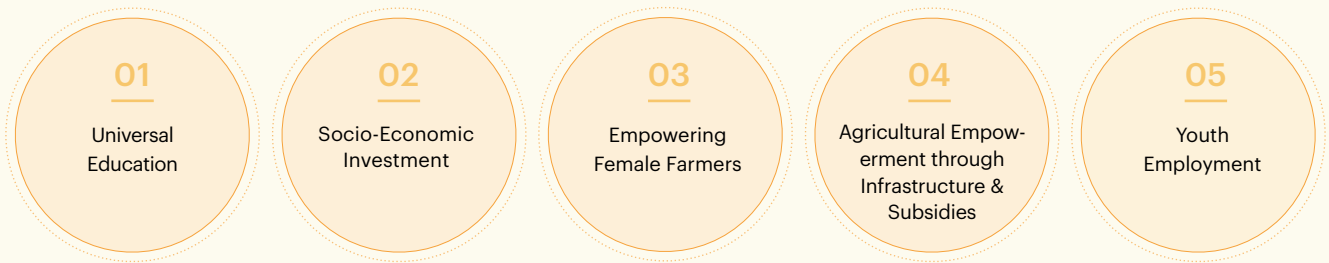 01
Universal
Education
02
Socio-Economic
Investment
03
Empowering
Female Farmers
04
Agricultural Empow-
erment through
Infrastructure &
Subsidies
05
Youth
Employment